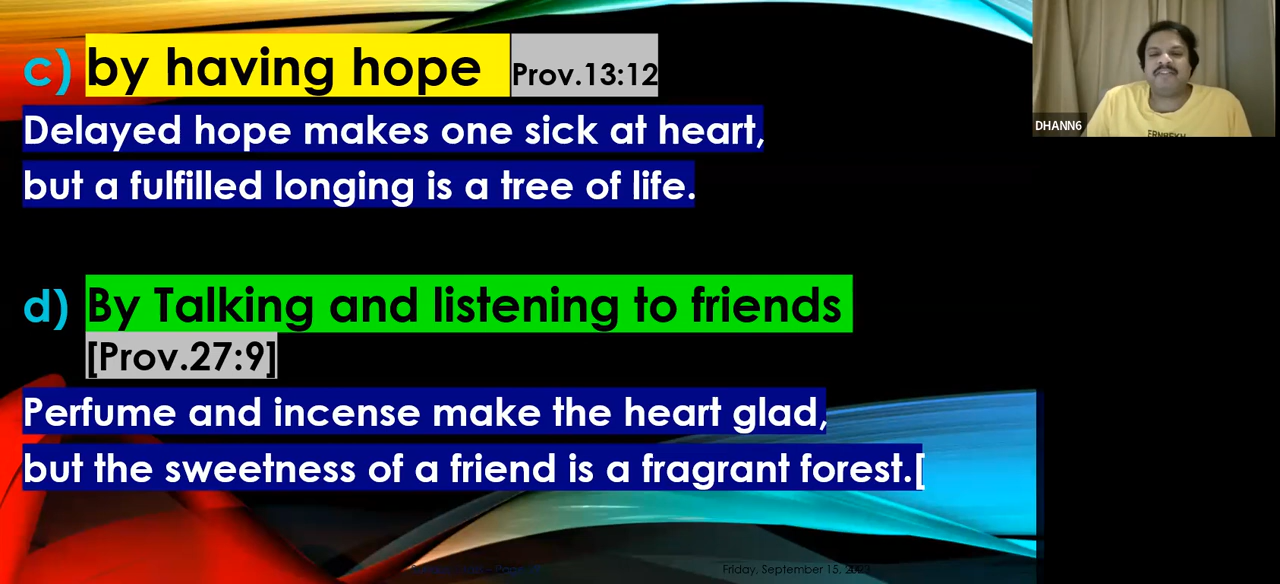 c) by having hope Prov.13:12
Delayed hope makes one sick at heart,
but a fulfilled longing is a tree of life.
DHANN6
d) By Talking and listening to friends
[Prov.27:9]
Perfume and incense make the heart glad,
but the sweetness of a friend is a fragrant forest.[
Friday, September 15,